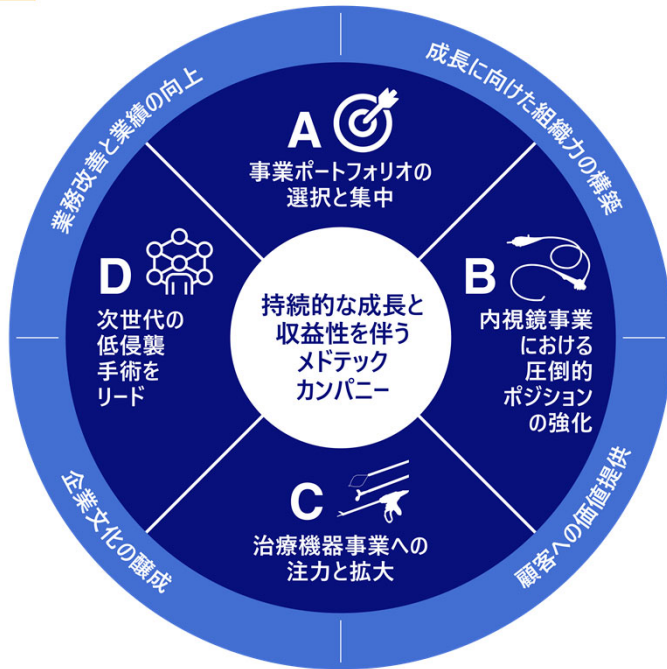 業務改善と業績の向上
成長に向けた組織力の構築
A
事業ポートフォリオの
選択と集中
D
次世代の
低侵襲
手術を
リード
持続的な成長と
収益性を伴う
メドテック
カンパニー
B
内視鏡事業
における
圧倒的
ポジション
の強化
C
治療機器事業への
注力と拡大
企業文化の醸成
顧客への価値提供